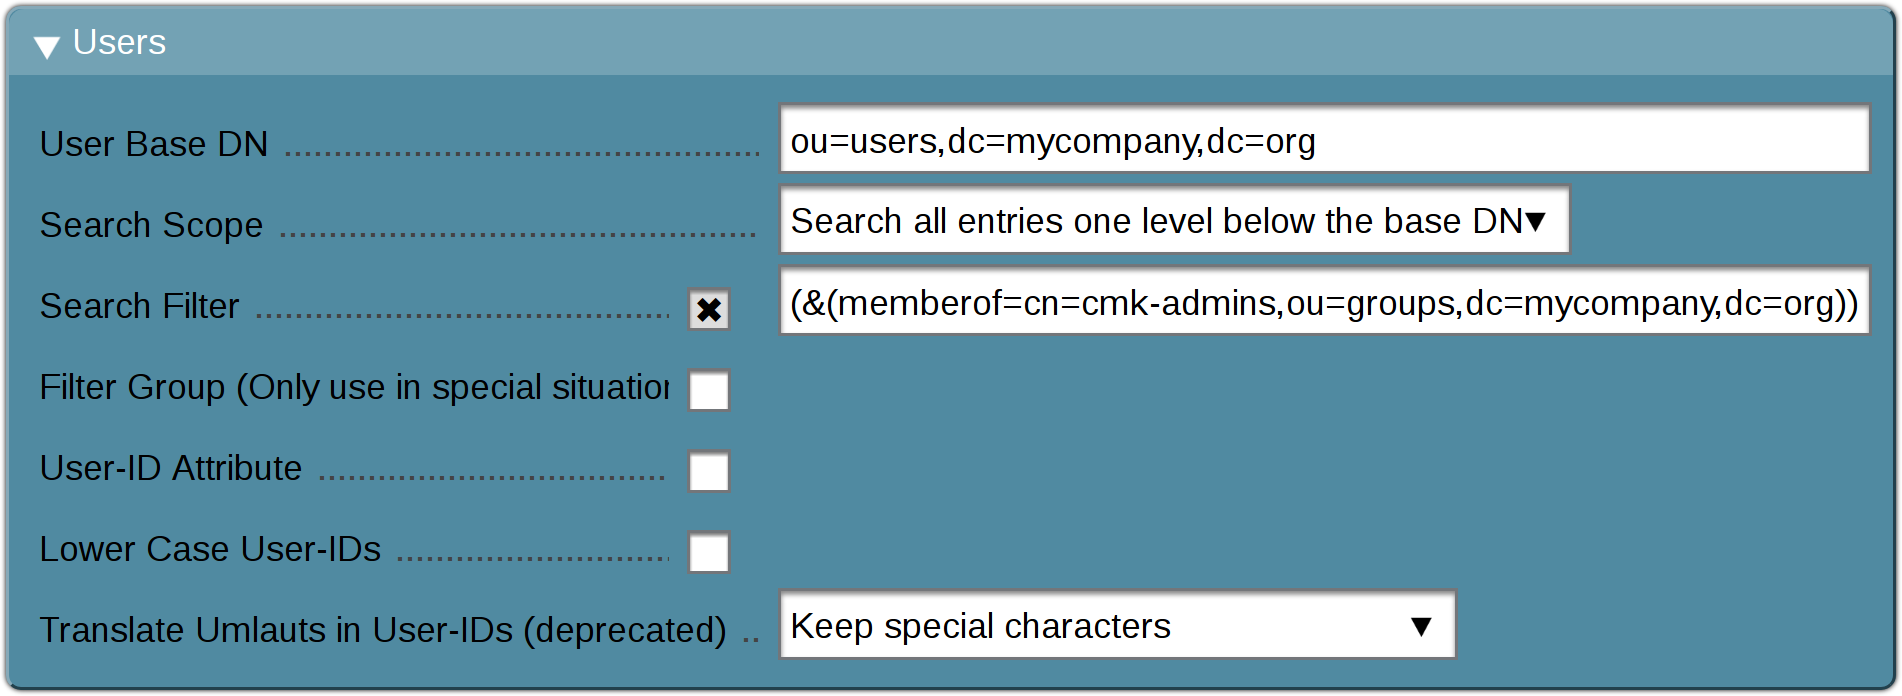 Users
User Base DN ou=users,dc=mycompany,dc=org
Search Scope Search all entries one level below the base DN
Search Filter (&(memberof=cn=cmk-admins,ou=groups,dc=mycompany,dc=org))
Filter Group (Only use in special situation
User-ID Attribute
Lower Case User-IDs
Translate Umlauts in User-IDs (deprecated) Keep special characters